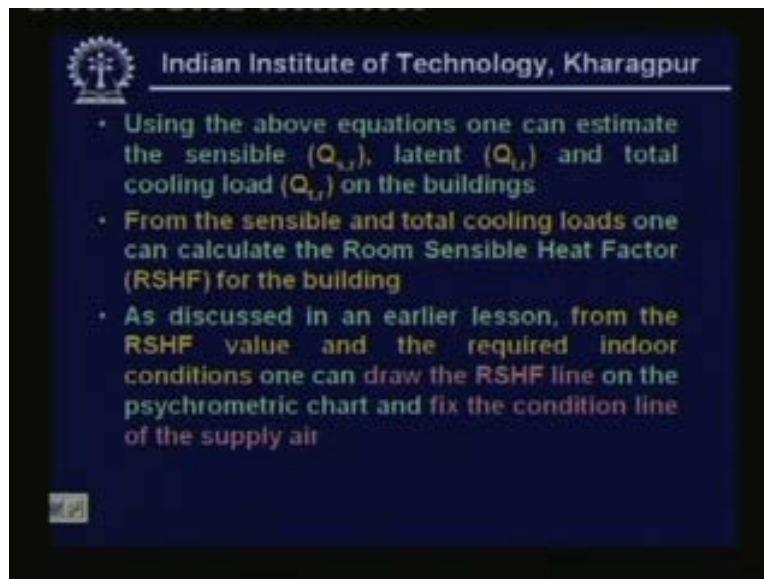 Indian Institute of Technology, Kharagpur
• Using the above equations one can estimate
the sensible (Qs,r), latent (Ql,r) and total
cooling load (Qt,r) on the buildings
• From the sensible and total cooling loads one
can calculate the Room Sensible Heat Factor
(RSHF) for the building
• As discussed in an earlier lesson, from the
RSHF value and the required indoor
conditions one can draw the RSHF line on the
psychrometric chart and fix the condition line
of the supply air